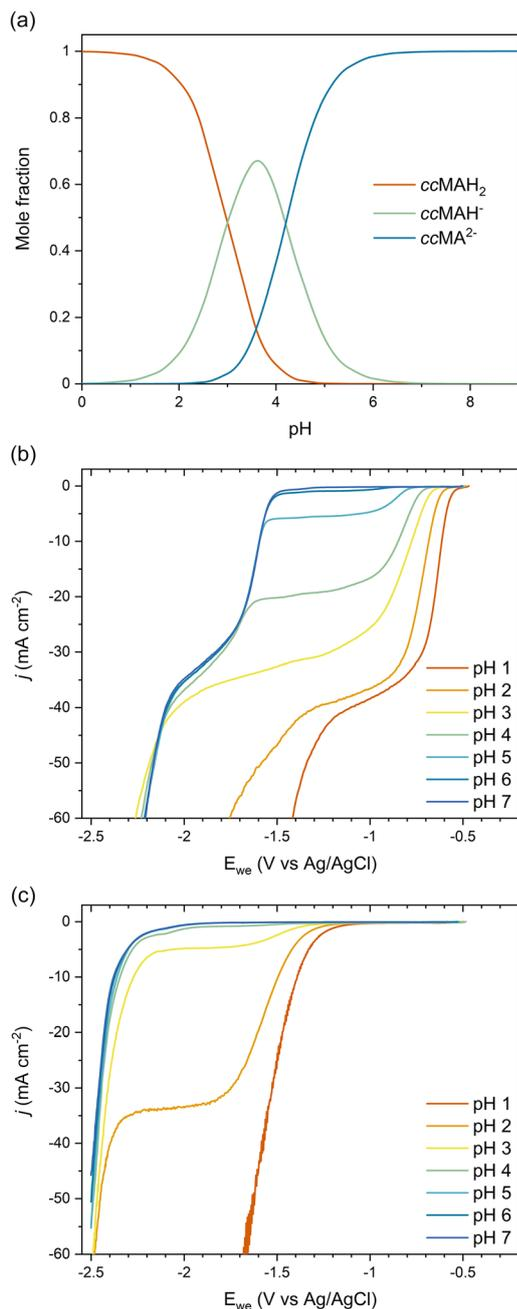 (a)
1
0.8
0.6
0.4
0.2
0
Mole fraction
ccMAH₂
ccMAH⁻
ccMA²⁻
0 2 4 6 8
pH
(b)
0
-10
-20
-30
-40
-50
-60
j (mA cm⁻²)
pH 1
pH 2
pH 3
pH 4
pH 5
pH 6
pH 7
-2.5 -2 -1.5 -1 -0.5
E_we (V vs Ag/AgCl)
(c)
0
-10
-20
-30
-40
-50
-60
j (mA cm⁻²)
pH 1
pH 2
pH 3
pH 4
pH 5
pH 6
pH 7
-2.5 -2 -1.5 -1 -0.5
E_we (V vs Ag/AgCl)